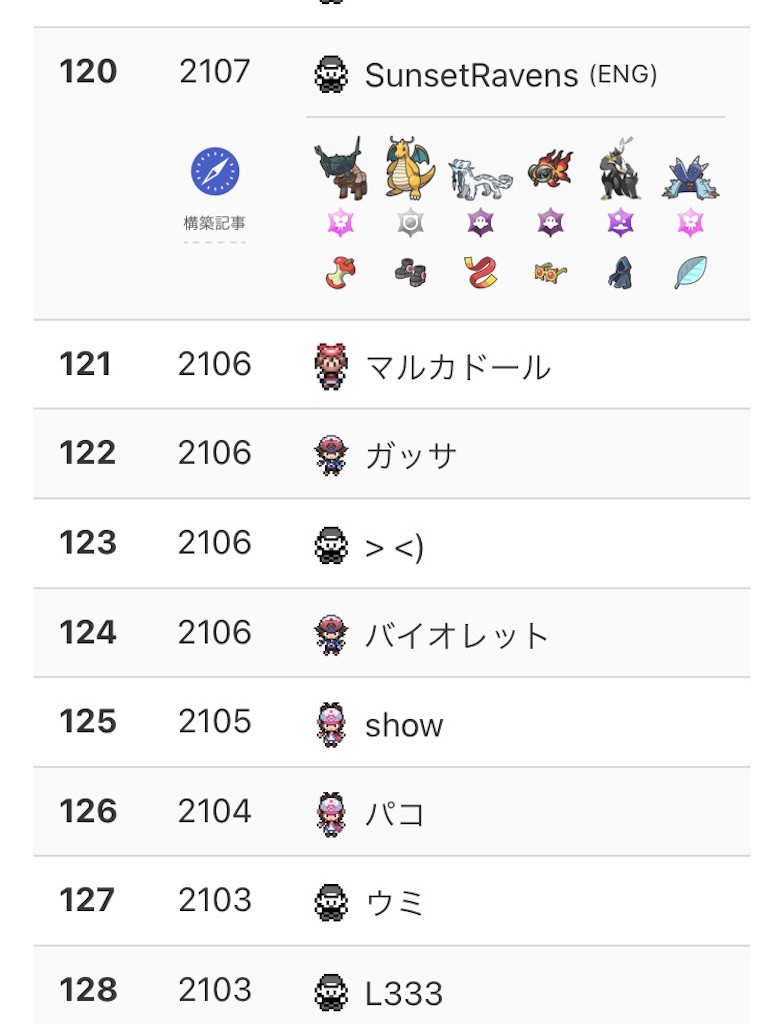 120 2107 SunsetRavens (ENG)
構築記事
121 2106 マルカドール
122 2106 ガッサ
123 2106 > <)
124 2106 バイオレット
125 2105 show
126 2104 パコ
127 2103 ウミ
128 2103 L333